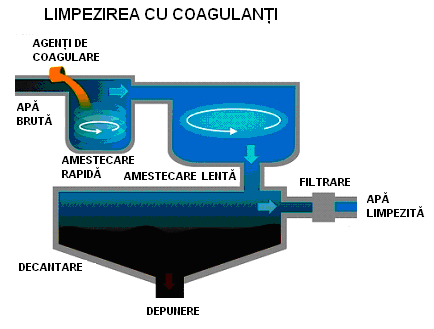 LIMPEZIREA CU COAGULANȚI
AGENȚI DE
COAGULARE
APĂ
BRUTĂ
AMESTECARE
RAPIDĂ
AMESTECARE LENTĂ
FILTRARE
APĂ
LIMPEZITĂ
DECANTARE
DEPUNERE